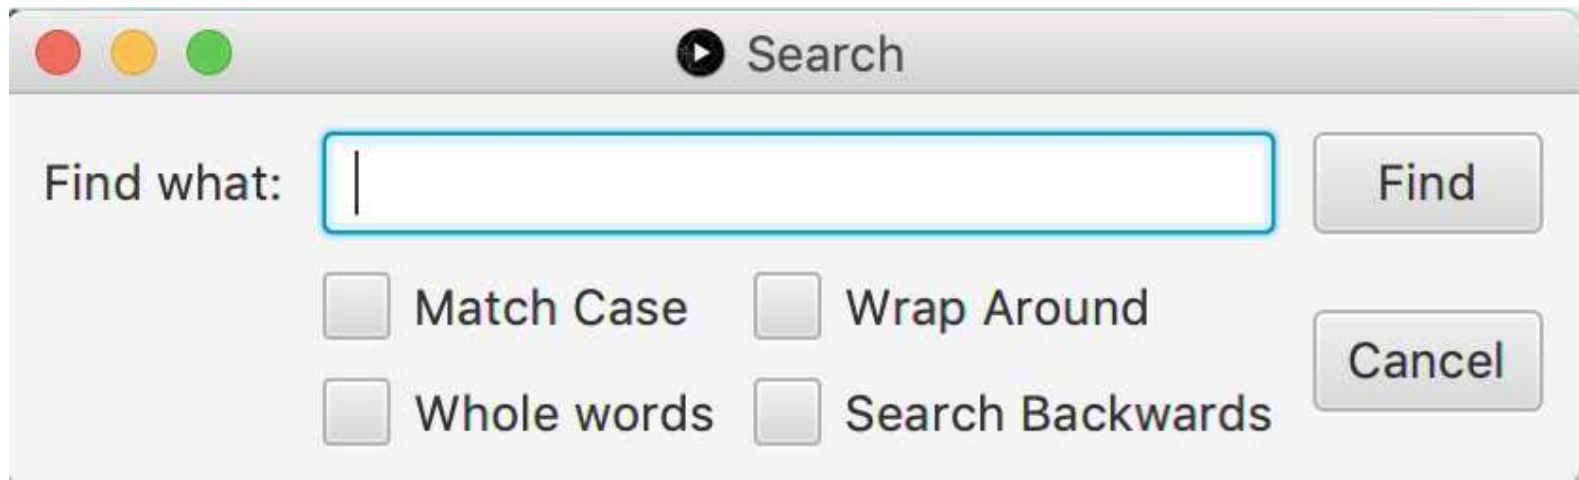 Search
Find what: Find
Match Case Wrap Around
Cancel
Whole words Search Backwards